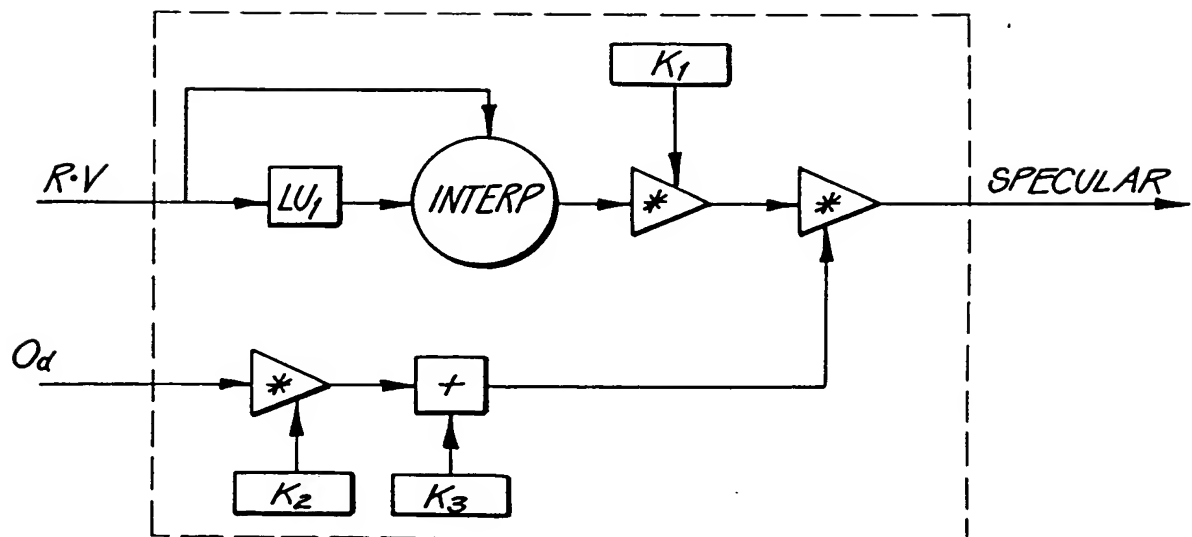 K₁
R·V
LU₁
INTERP
*
*
SPECULAR
Od
*
+
K₂
K₃